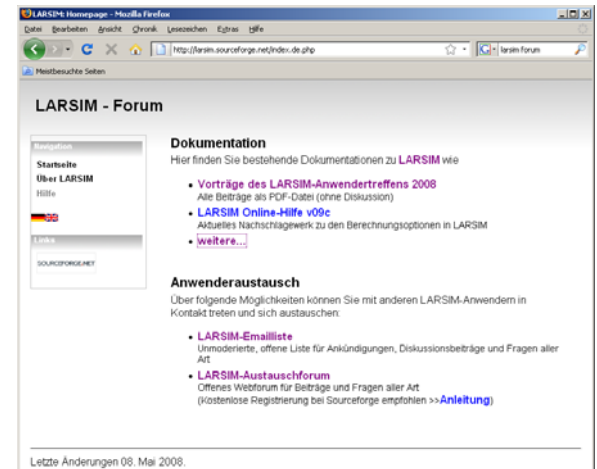 LARSIM: Homepage - Mozilla Firefox
Datei Bearbeiten Ansicht Chronik Lesezeichen Extras Hilfe
http://larsim.sourceforge.net/index.de.php
larsim forum
Meistbesuchte Seiten
LARSIM - Forum
Navigation
Startseite
Über LARSIM
Hilfe
Links
SOURCEFORGE.NET
Dokumentation
Hier finden Sie bestehende Dokumentationen zu LARSIM wie
• Vorträge des LARSIM-Anwendertreffens 2008
Alle Beiträge als PDF-Datei (ohne Diskussion)
• LARSIM Online-Hilfe v09c
Aktuelles Nachschlagewerk zu den Berechnungsoptionen in LARSIM
• weitere...
Anwenderaustausch
Über folgende Möglichkeiten können Sie mit anderen LARSIM-Anwendern in
Kontakt treten und sich austauschen:
• LARSIM-Emailliste
Unmoderierte, offene Liste für Ankündigungen, Diskussionsbeiträge und Fragen aller
Art
• LARSIM-Austauschforum
Offenes Webforum für Beiträge und Fragen aller Art
(Kostenlose Registrierung bei Sourceforge empfohlen >>Anleitung)
Letzte Änderungen 08. Mai 2008.